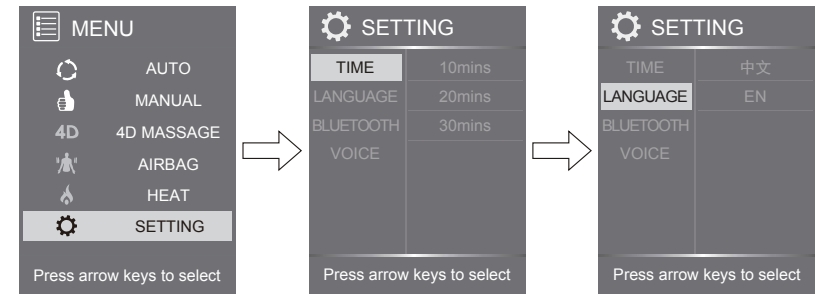 MENU
AUTO
MANUAL
4D 4D MASSAGE
AIRBAG
HEAT
SETTING
Press arrow keys to select
SETTING
TIME 10mins
LANGUAGE 20mins
BLUETOOTH 30mins
VOICE
Press arrow keys to select
SETTING
TIME 中文
LANGUAGE EN
BLUETOOTH
VOICE
Press arrow keys to select